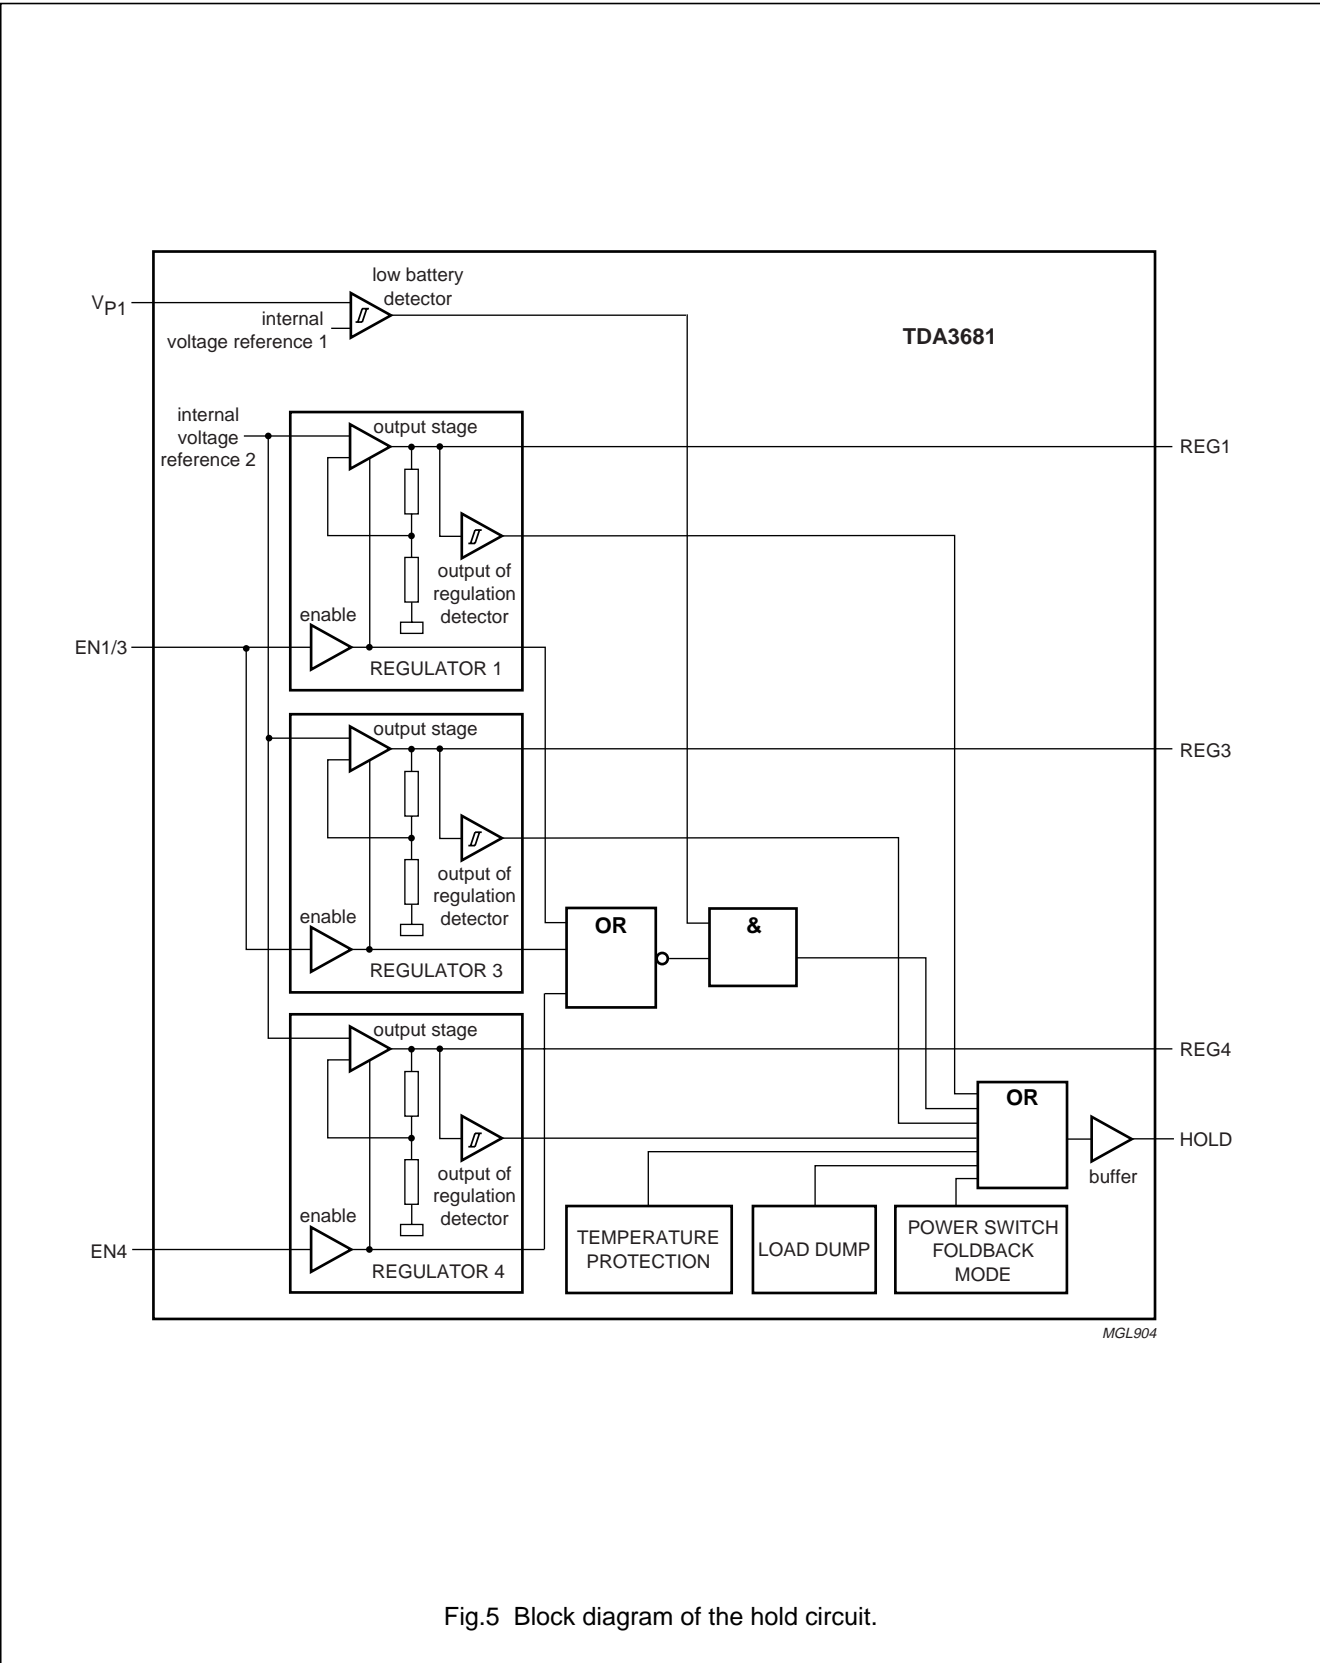 low battery
detector
VP1
internal
voltage reference 1
TDA3681
internal
voltage
reference 2
output stage
REG1
output of
regulation
detector
enable
EN1/3
REGULATOR 1
output stage
REG3
output of
regulation
detector
enable
REGULATOR 3
OR
&
output stage
REG4
OR
HOLD
buffer
output of
regulation
detector
enable
EN4
REGULATOR 4
TEMPERATURE
PROTECTION
LOAD DUMP
POWER SWITCH
FOLDBACK
MODE
MGL904
Fig.5 Block diagram of the hold circuit.